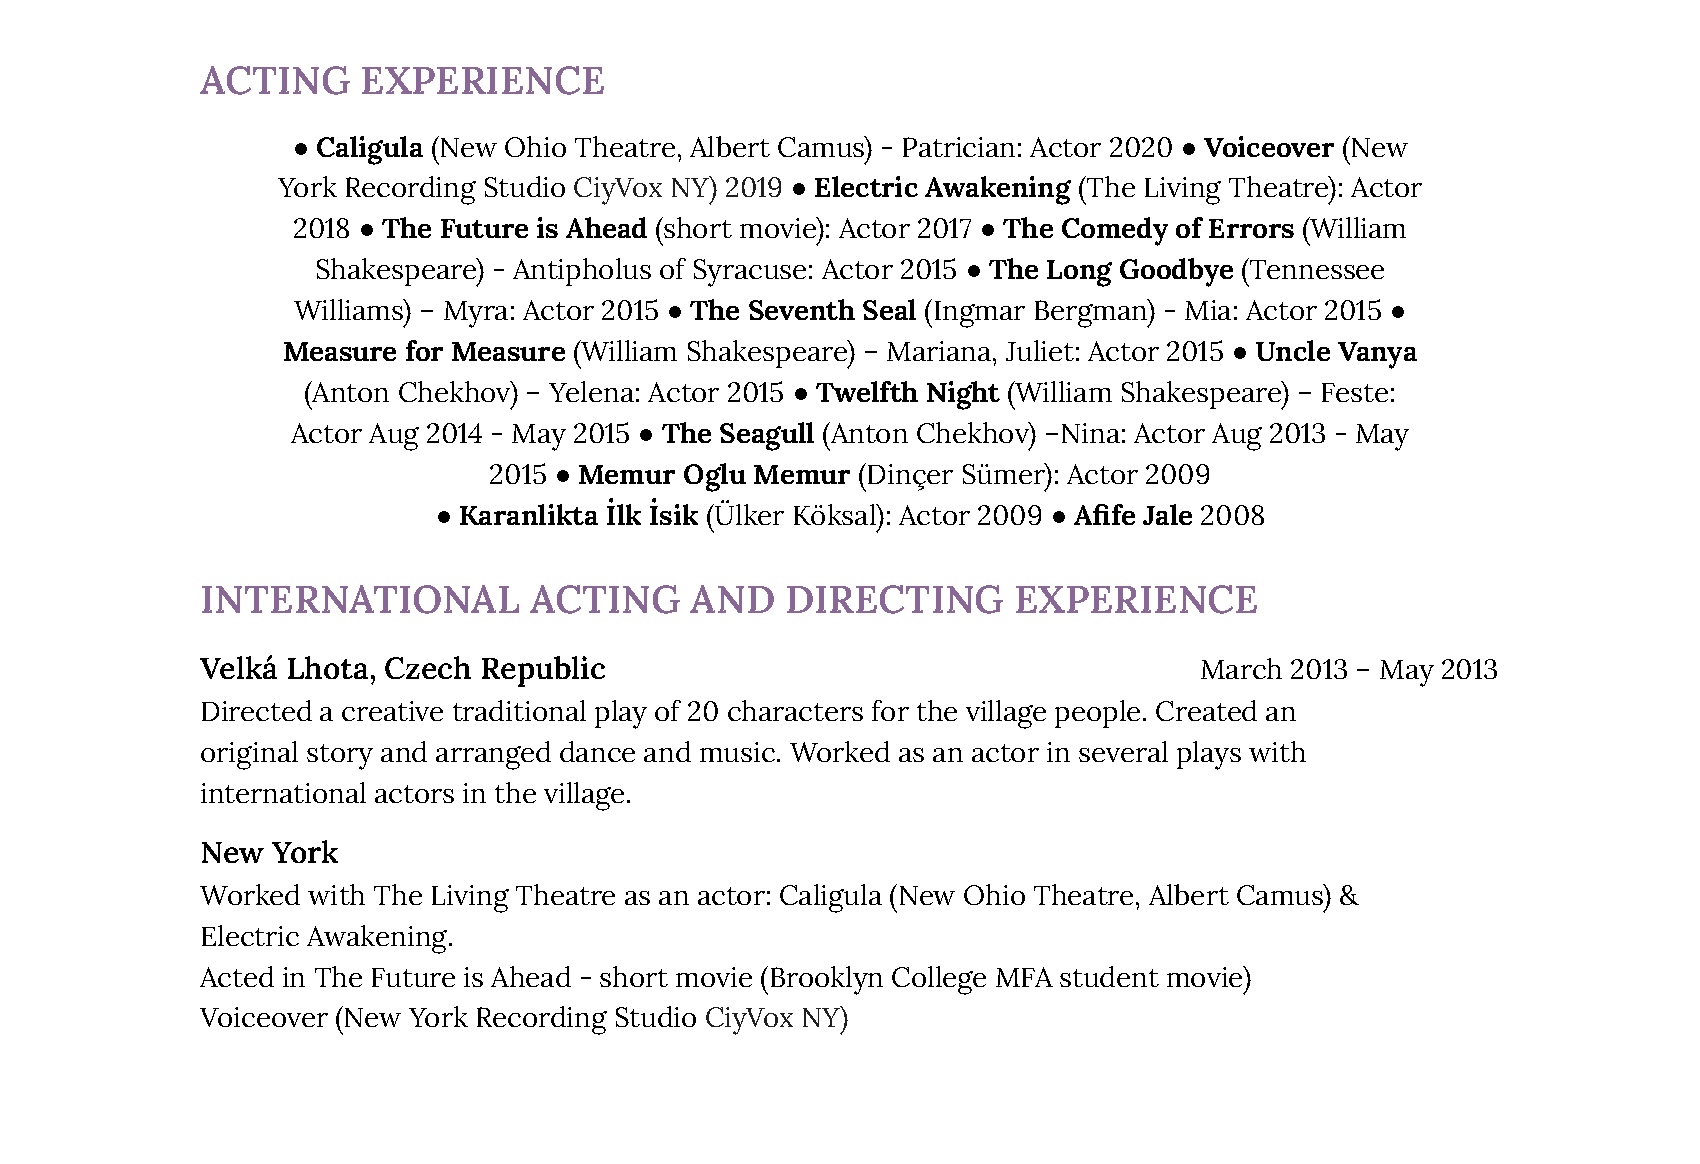 ACTING EXPERIENCE
● Caligula (New Ohio Theatre, Albert Camus) - Patrician: Actor 2020 ● Voiceover (New
York Recording Studio CiyVox NY) 2019 ● Electric Awakening (The Living Theatre): Actor
2018 ● The Future is Ahead (short movie): Actor 2017 ● The Comedy of Errors (William
Shakespeare) - Antipholus of Syracuse: Actor 2015 ● The Long Goodbye (Tennessee
Williams) – Myra: Actor 2015 ● The Seventh Seal (Ingmar Bergman) - Mia: Actor 2015 ●
Measure for Measure (William Shakespeare) – Mariana, Juliet: Actor 2015 ● Uncle Vanya
(Anton Chekhov) – Yelena: Actor 2015 ● Twelfth Night (William Shakespeare) – Feste:
Actor Aug 2014 - May 2015 ● The Seagull (Anton Chekhov) –Nina: Actor Aug 2013 - May
2015 ● Memur Oglu Memur (Dinçer Sümer): Actor 2009
● Karanlikta İlk İsik (Ülker Köksal): Actor 2009 ● Afife Jale 2008
INTERNATIONAL ACTING AND DIRECTING EXPERIENCE
Velká Lhota, Czech Republic March 2013 – May 2013
Directed a creative traditional play of 20 characters for the village people. Created an
original story and arranged dance and music. Worked as an actor in several plays with
international actors in the village.
New York
Worked with The Living Theatre as an actor: Caligula (New Ohio Theatre, Albert Camus) &
Electric Awakening.
Acted in The Future is Ahead - short movie (Brooklyn College MFA student movie)
Voiceover (New York Recording Studio CiyVox NY)